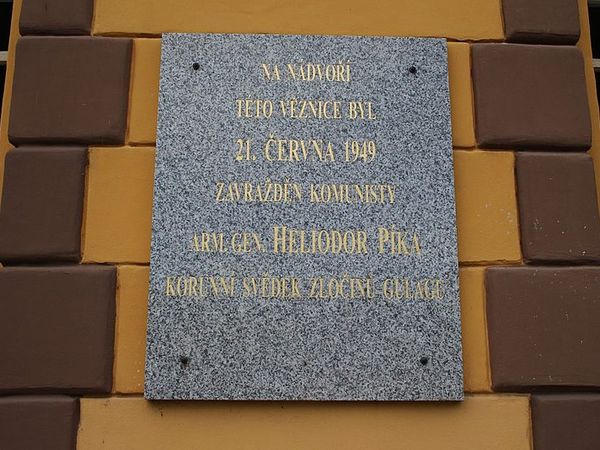 NA NÁDVOŘÍ
TÉTO VĚZNICE BYL
21. ČERVNA 1949
ZAVRAŽDĚN KOMUNISTY
ARM. GEN. HELIODOR PÍKA
KORUNNÍ SVĚDEK ZLOČINŮ GULAGU